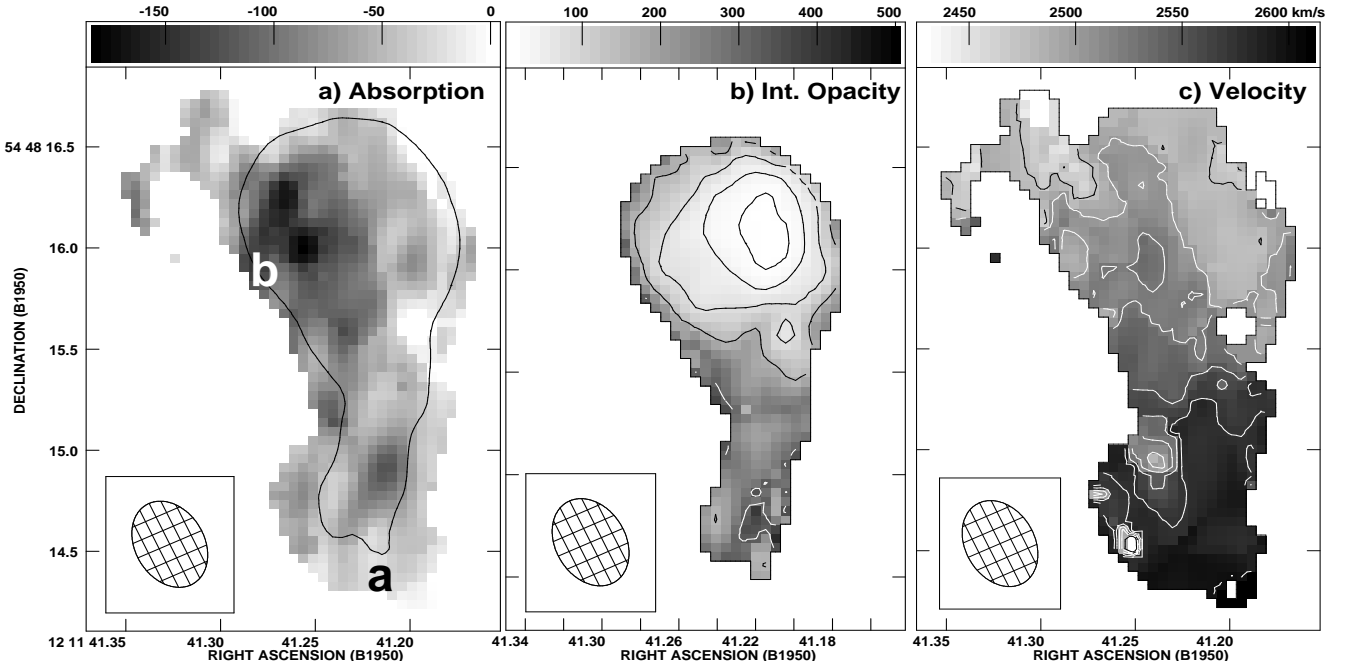 -150 -100 -50 0
100 200 300 400 500
2450 2500 2550 2600 km/s
a) Absorption
b) Int. Opacity
c) Velocity
54 48 16.5
16.0
15.5
15.0
14.5
DECLINATION (B1950)
b
a
12 11 41.35 41.30 41.25 41.20
41.34 41.30 41.26 41.22 41.18
41.35 41.30 41.25 41.20
RIGHT ASCENSION (B1950)
RIGHT ASCENSION (B1950)
RIGHT ASCENSION (B1950)